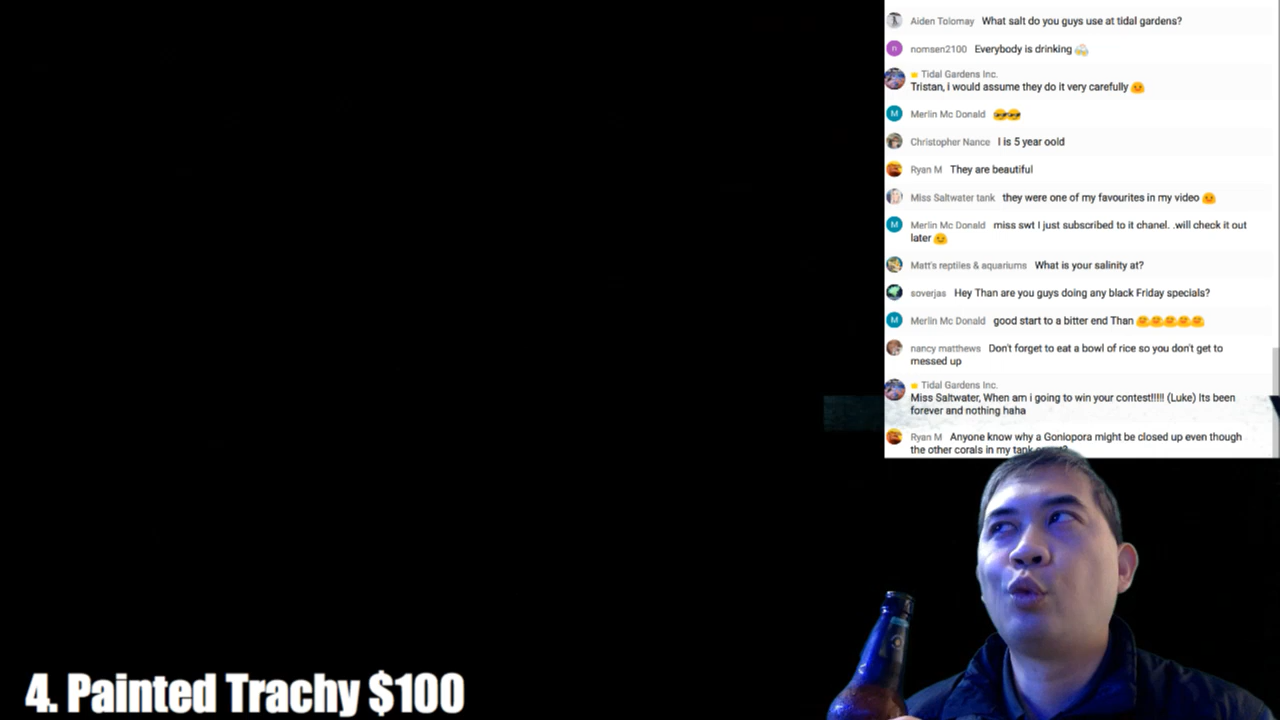 Aiden Tolomay What salt do you guys use at tidal gardens?
n nomsen2100 Everybody is drinking
Tidal Gardens Inc.
Tristan, i would assume they do it very carefully
M Merlin Mc Donald
Christopher Nance I is 5 year oold
Ryan M They are beautiful
Miss Saltwater tank they were one of my favourites in my video
M Merlin Mc Donald miss swt I just subscribed to it chanel. .will check it out
later
Matt's reptiles & aquariums What is your salinity at?
soverjas Hey Than are you guys doing any black Friday specials?
M Merlin Mc Donald good start to a bitter end Than
nancy matthews Don't forget to eat a bowl of rice so you don't get to
messed up
Tidal Gardens Inc.
Miss Saltwater, When am i going to win your contest!!!!! (Luke) Its been
forever and nothing haha
Ryan M Anyone know why a Goniopora might be closed up even though
the other corals in my tank
4. Painted Trachy $100